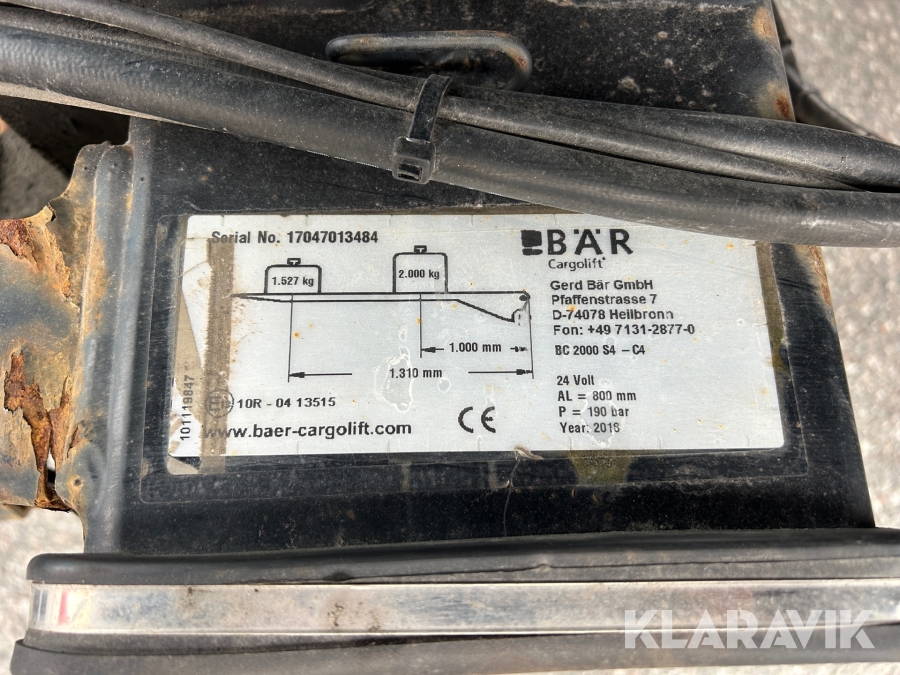 Serial No. 17047013484
BÄR
Cargolift
1.527 kg
2.000 kg
Gerd Bär GmbH
Pfaffenstrasse 7
D-74078 Heilbronn
Fon: +49 7131-2877-0
1.000 mm
BC 2000 S4 - C4
1.310 mm
24 Volt
AL = 800 mm
P = 190 bar
Year: 2016
101119847
10R - 04 13515
CE
www.baer-cargolift.com
KLARAVIK